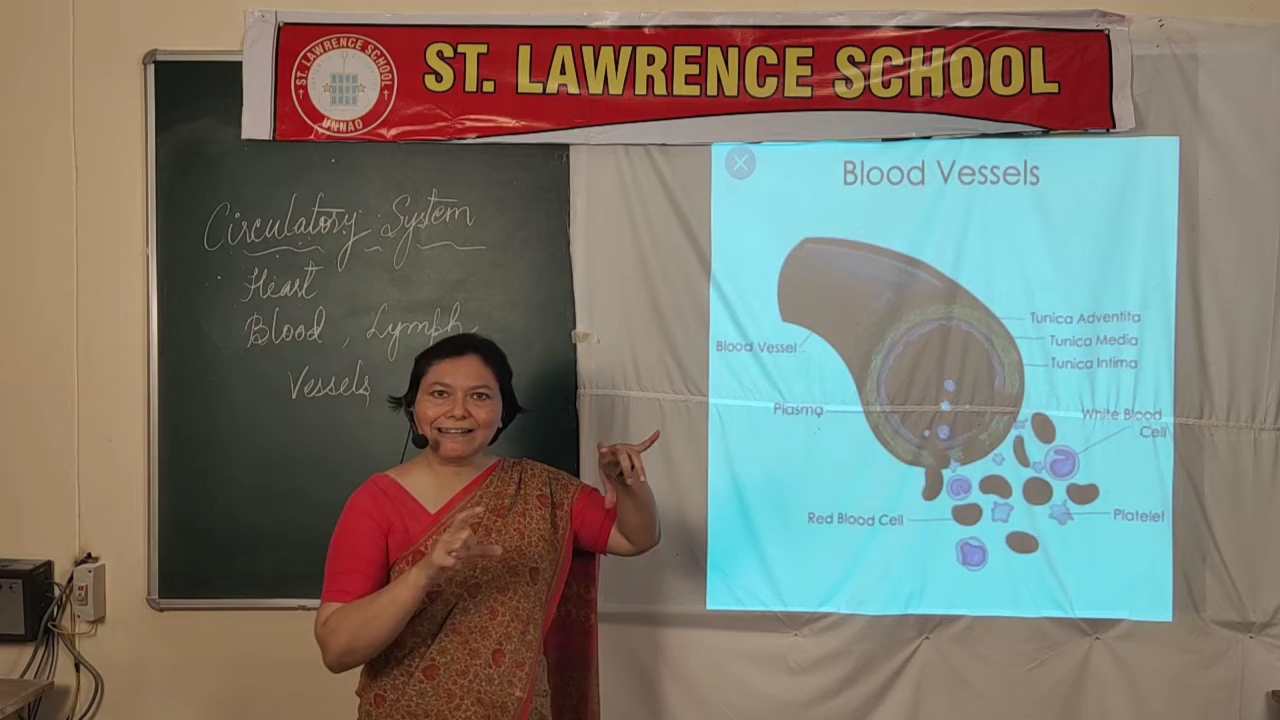 ST. LAWRENCE SCHOOL
ST. LAWRENCE SCHOOL
UNNAO
Circulatory System
Heart
Blood, Lymph
Vessels
Blood Vessels
Tunica Adventita
Tunica Media
Tunica Intima
Blood Vessel
Plasma
White Blood
Cell
Red Blood Cell
Platelet